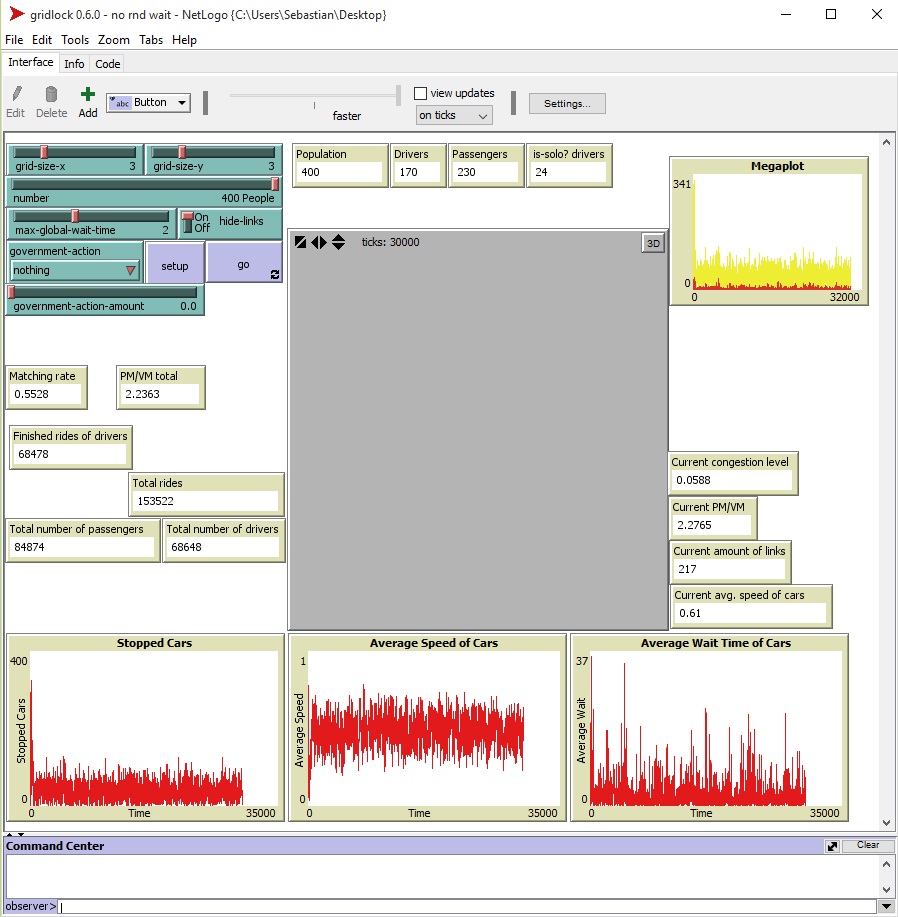 gridlock 0.6.0 - no rnd wait - NetLogo {C:\Users\Sebastian\Desktop}
File Edit Tools Zoom Tabs Help
Interface Info Code
Edit Delete Add abc Button faster view updates on ticks Settings...
grid-size-x 3 grid-size-y 3
number 400 People
max-global-wait-time 2 On Off hide-links
government-action
nothing
setup go
government-action-amount 0.0
Population Drivers Passengers is-solo? drivers
400 170 230 24
ticks: 30000 3D
Megaplot
341
0
0 32000
Matching rate PM/VM total
0.5528 2.2363
Finished rides of drivers
68478
Total rides
153522
Total number of passengers Total number of drivers
84874 68648
Current congestion level
0.0588
Current PM/VM
2.2765
Current amount of links
217
Current avg. speed of cars
0.61
Stopped Cars
400
Stopped Cars
0
0 Time 35000
Average Speed of Cars
1
Average Speed
0
0 Time 35000
Average Wait Time of Cars
37
Average Wait
0
0 Time 35000
Command Center Clear
observer>